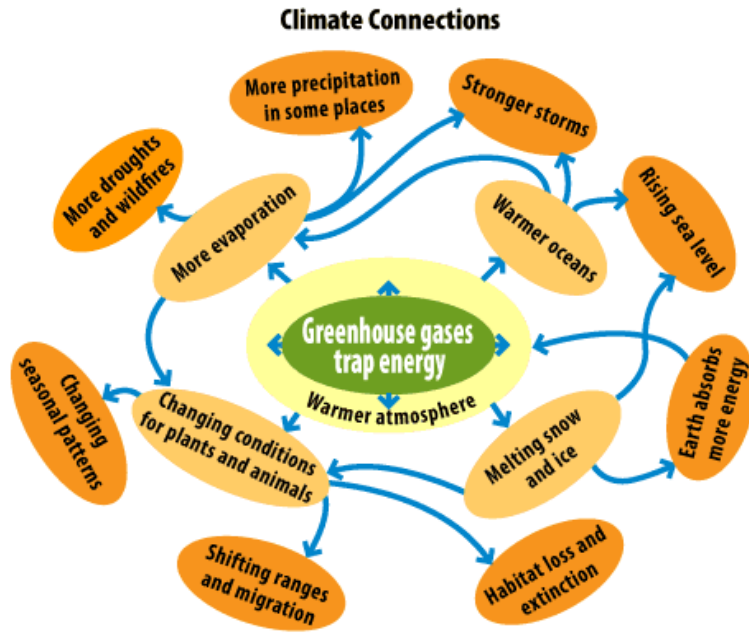 Climate Connections
More precipitation
in some places
Stronger storms
More droughts
and wildfires
More evaporation
Warmer oceans
Rising sea level
Greenhouse gases
trap energy
Warmer atmosphere
Changing
seasonal patterns
Changing conditions
for plants and animals
Melting snow
and ice
Earth absorbs
more energy
Shifting ranges
and migration
Habitat loss and
extinction